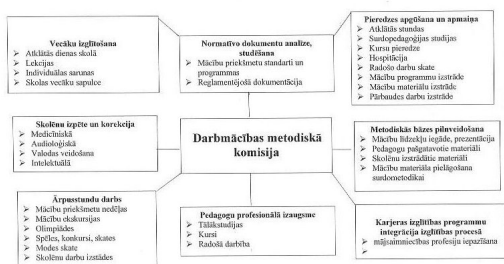 Vecāku izglītošana
Atklātās dienas skolā
Lekcijas
Individuālas sarunas
Skolas vecāku sapulce
Normatīvo dokumentu analīze,
studēšana
Mācību priekšmetu standarti un
programmas
Reglamentējošā dokumentācija
Pieredzes apgūšana un apmaiņa
Atklātās stundas
Surdopedagoģijas studijas
Kursu pieredze
Hospitācija
Radošo darbu skate
Mācību programmu izstrāde
Mācību materiālu izstrāde
Pārbaudes darbu izstrāde
Skolēnu izpēte un korekcija
Medicīniskā
Audioloģiskā
Valodas veidošana
Intelektuālā
Darbmācības metodiskā
komisija
Metodiskās bāzes pilnveidošana
Mācību līdzekļu iegāde, prezentācija
Pedagogu pašgatavotie materiāli
Skolēnu izstrādātie materiāli
Mācību materiāla pielāgošana
surdometodikai
Ārpusstundu darbs
Mācību priekšmetu nedēļas
Mācību ekskursijas
Olimpiādes
Spēles, konkursi, skates
Modes skate
Skolēnu darbu izstādes
Pedagogu profesionālā izaugsme
Tālākstudijas
Kursi
Radošā darbība
Karjeras izglītības programmu
integrācija izglītības procesā
mājsaimniecības profesiju iepazīšana